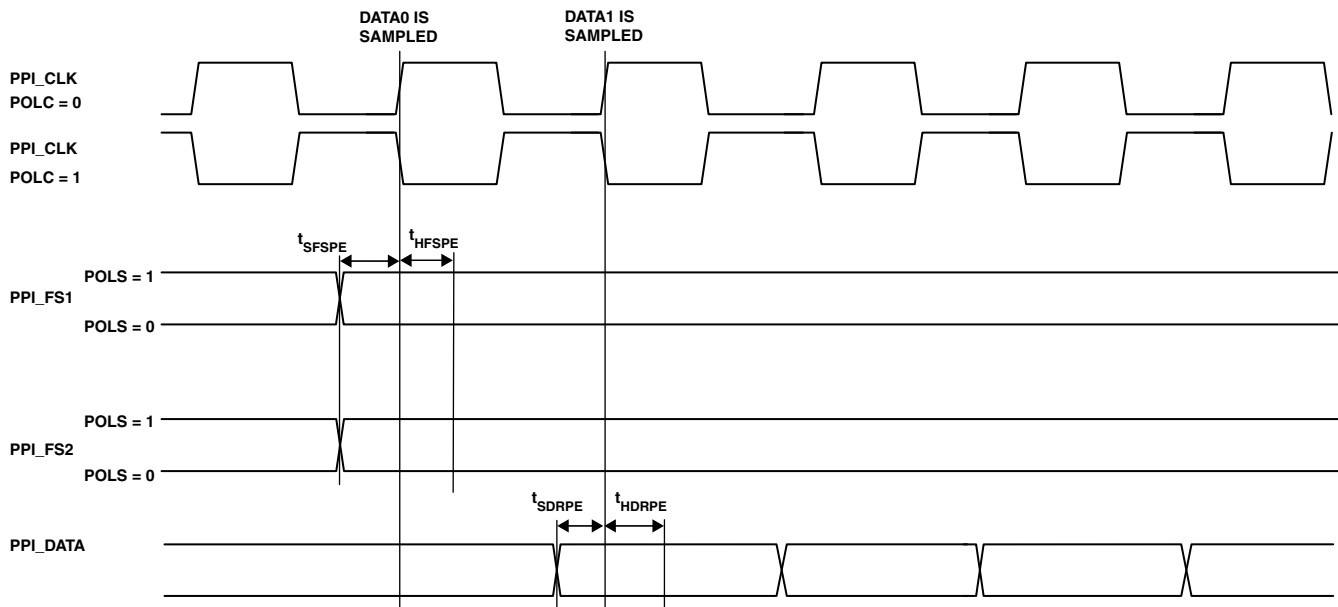 DATA0 IS
SAMPLED
DATA1 IS
SAMPLED
PPI_CLK
POLC = 0
PPI_CLK
POLC = 1
tSFSPE
tHFSPE
POLS = 1
PPI_FS1
POLS = 0
POLS = 1
PPI_FS2
POLS = 0
tSDRPE
tHDRPE
PPI_DATA